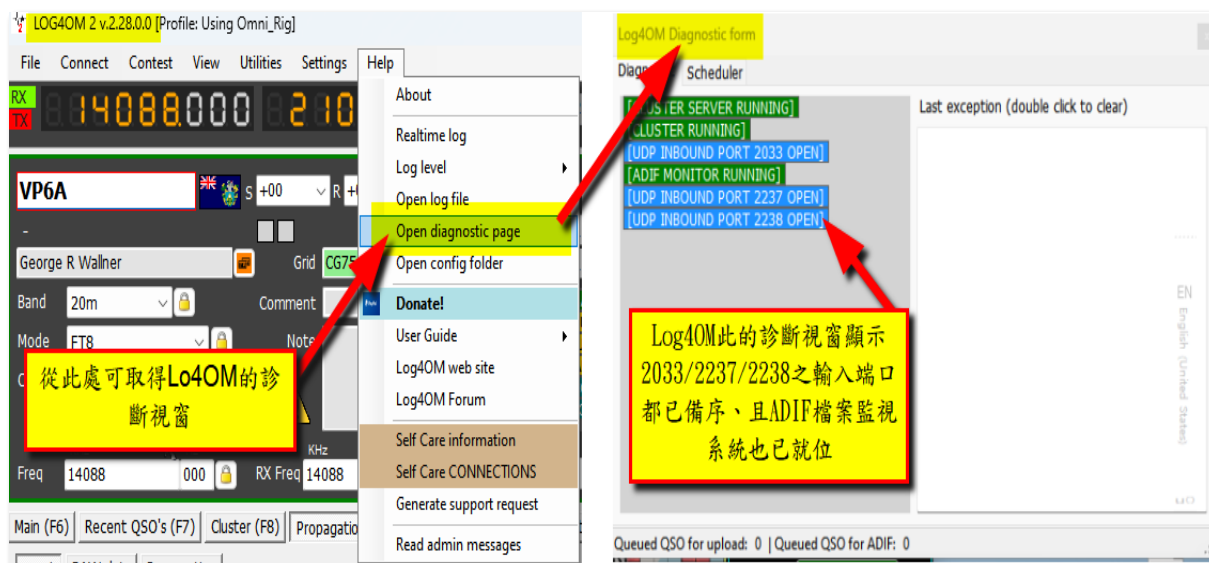 LOG4OM 2 v.2.28.0.0 [Profile: Using Omni_Rig]
File Connect Contest View Utilities Settings Help
RX
TX
14088.000
210
VP6A
S +00 R
-
George R Wallner
Grid CG75
Band 20m
Comment
Mode FT8
Note
KHz
Freq 14088 000 RX Freq 14088
Main (F6) Recent QSO's (F7) Cluster (F8)
About
Realtime log
Log level
Open log file
Open diagnostic page
Open config folder
Donate!
User Guide
Log4OM web site
Log4OM Forum
Self Care information
Self Care CONNECTIONS
Generate support request
Read admin messages
從此處可取得Lo4OM的診
斷視窗
Log4OM Diagnostic form
Scheduler
[CLUSTER SERVER RUNNING]
[CLUSTER RUNNING]
[UDP INBOUND PORT 2033 OPEN]
[ADIF MONITOR RUNNING]
[UDP INBOUND PORT 2237 OPEN]
[UDP INBOUND PORT 2238 OPEN]
Last exception (double click to clear)
Log4OM此的診斷視窗顯示
2033/2237/2238之輸入端口
都已備序、且ADIF檔案監視
系統也已就位
EN
English (United States)
Queued QSO for upload: 0 | Queued QSO for ADIF: 0